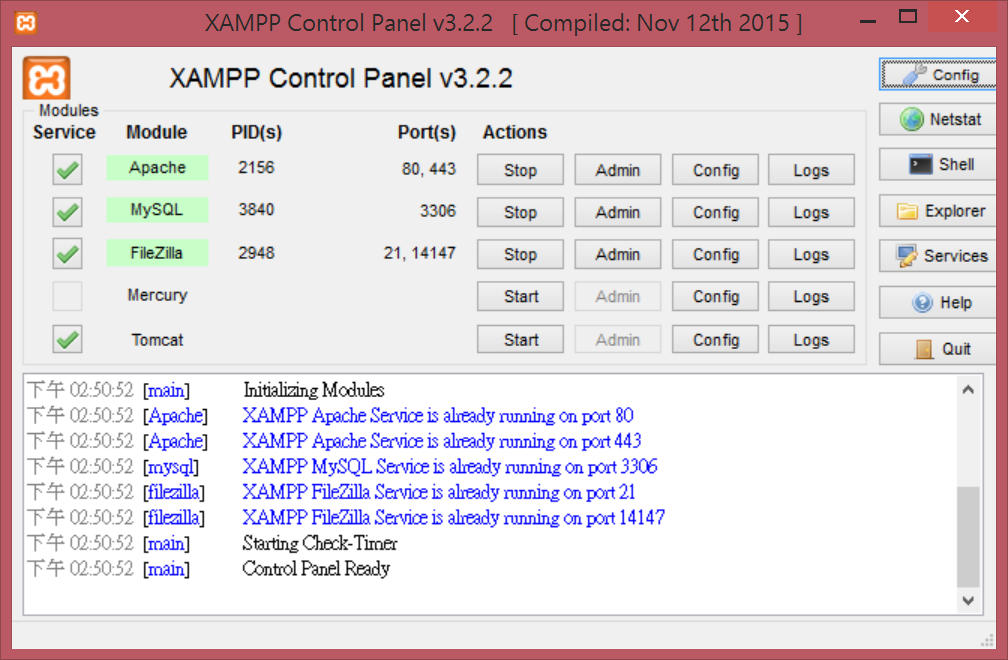 XAMPP Control Panel v3.2.2 [ Compiled: Nov 12th 2015 ]
XAMPP Control Panel v3.2.2
Config
Modules
Service Module PID(s) Port(s) Actions
Netstat
Apache 2156 80, 443 Stop Admin Config Logs
Shell
MySQL 3840 3306 Stop Admin Config Logs
Explorer
FileZilla 2948 21, 14147 Stop Admin Config Logs
Services
Mercury Start Admin Config Logs
Help
Tomcat Start Admin Config Logs
Quit
下午 02:50:52 [main] Initializing Modules
下午 02:50:52 [Apache] XAMPP Apache Service is already running on port 80
下午 02:50:52 [Apache] XAMPP Apache Service is already running on port 443
下午 02:50:52 [mysql] XAMPP MySQL Service is already running on port 3306
下午 02:50:52 [filezilla] XAMPP FileZilla Service is already running on port 21
下午 02:50:52 [filezilla] XAMPP FileZilla Service is already running on port 14147
下午 02:50:52 [main] Starting Check-Timer
下午 02:50:52 [main] Control Panel Ready